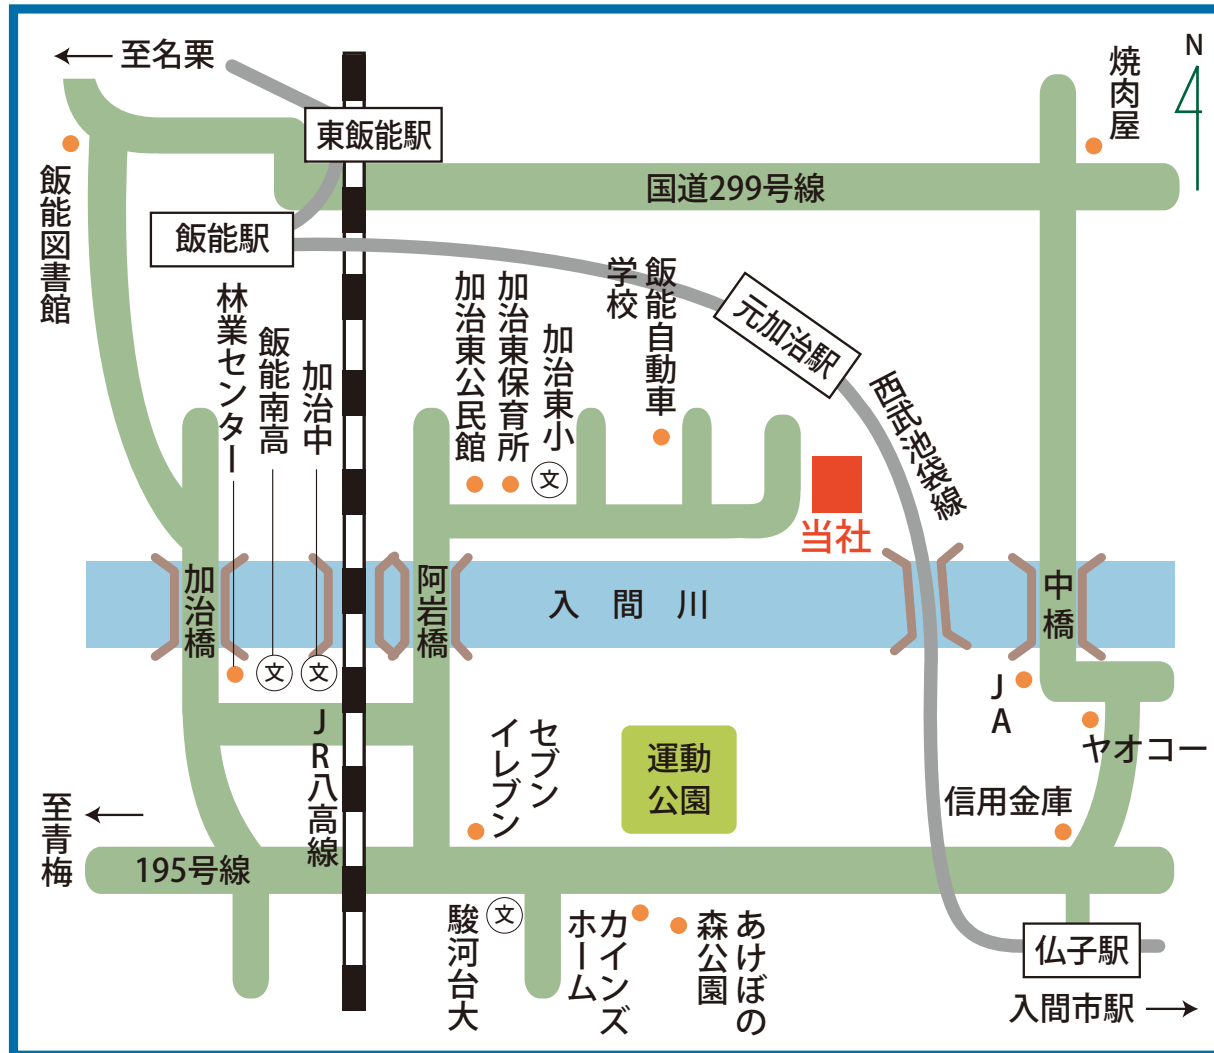 至名栗
N
焼肉屋
東飯能駅
国道299号線
飯能図書館
飯能駅
林業センター
飯能南高
加治中
加治東公民館
加治東保育所
加治東小
文
飯能自動車
学校
元加治駅
西武池袋線
当社
加治橋
阿岩橋
入間川
中橋
文
文
JR八高線
セブン
イレブン
運動
公園
JA
ヤオコー
信用金庫
至青梅
195号線
駿河台大
文
カインズ
ホーム
あけぼの
森公園
仏子駅
入間市駅